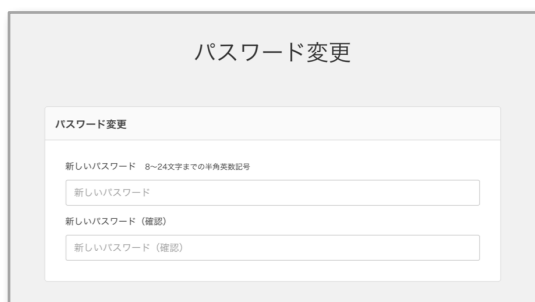 パスワード変更
パスワード変更
新しいパスワード 8〜24文字までの半角英数記号
新しいパスワード
新しいパスワード（確認）
新しいパスワード（確認）